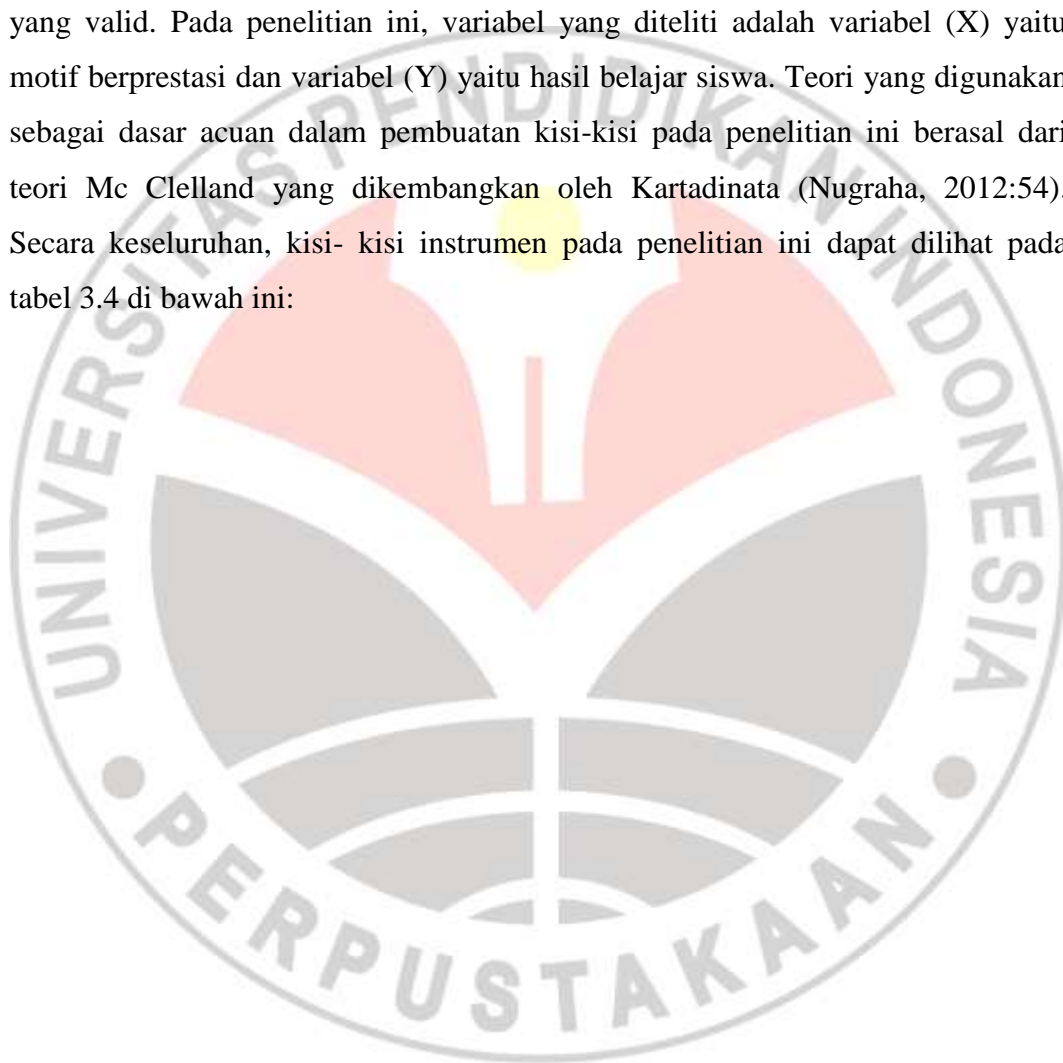 yang valid. Pada penelitian ini, variabel yang diteliti adalah variabel (X) yaitu
motif berprestasi dan variabel (Y) yaitu hasil belajar siswa. Teori yang digunakan
sebagai dasar acuan dalam pembuatan kisi-kisi pada penelitian ini berasal dari
teori Mc Clelland yang dikembangkan oleh Kartadinata (Nugraha, 2012:54).
Secara keseluruhan, kisi- kisi instrumen pada penelitian ini dapat dilihat pada
tabel 3.4 di bawah ini:
UNIVERSITAS PENDIDIKAN INDONESIA
PERPUSTAKAAN